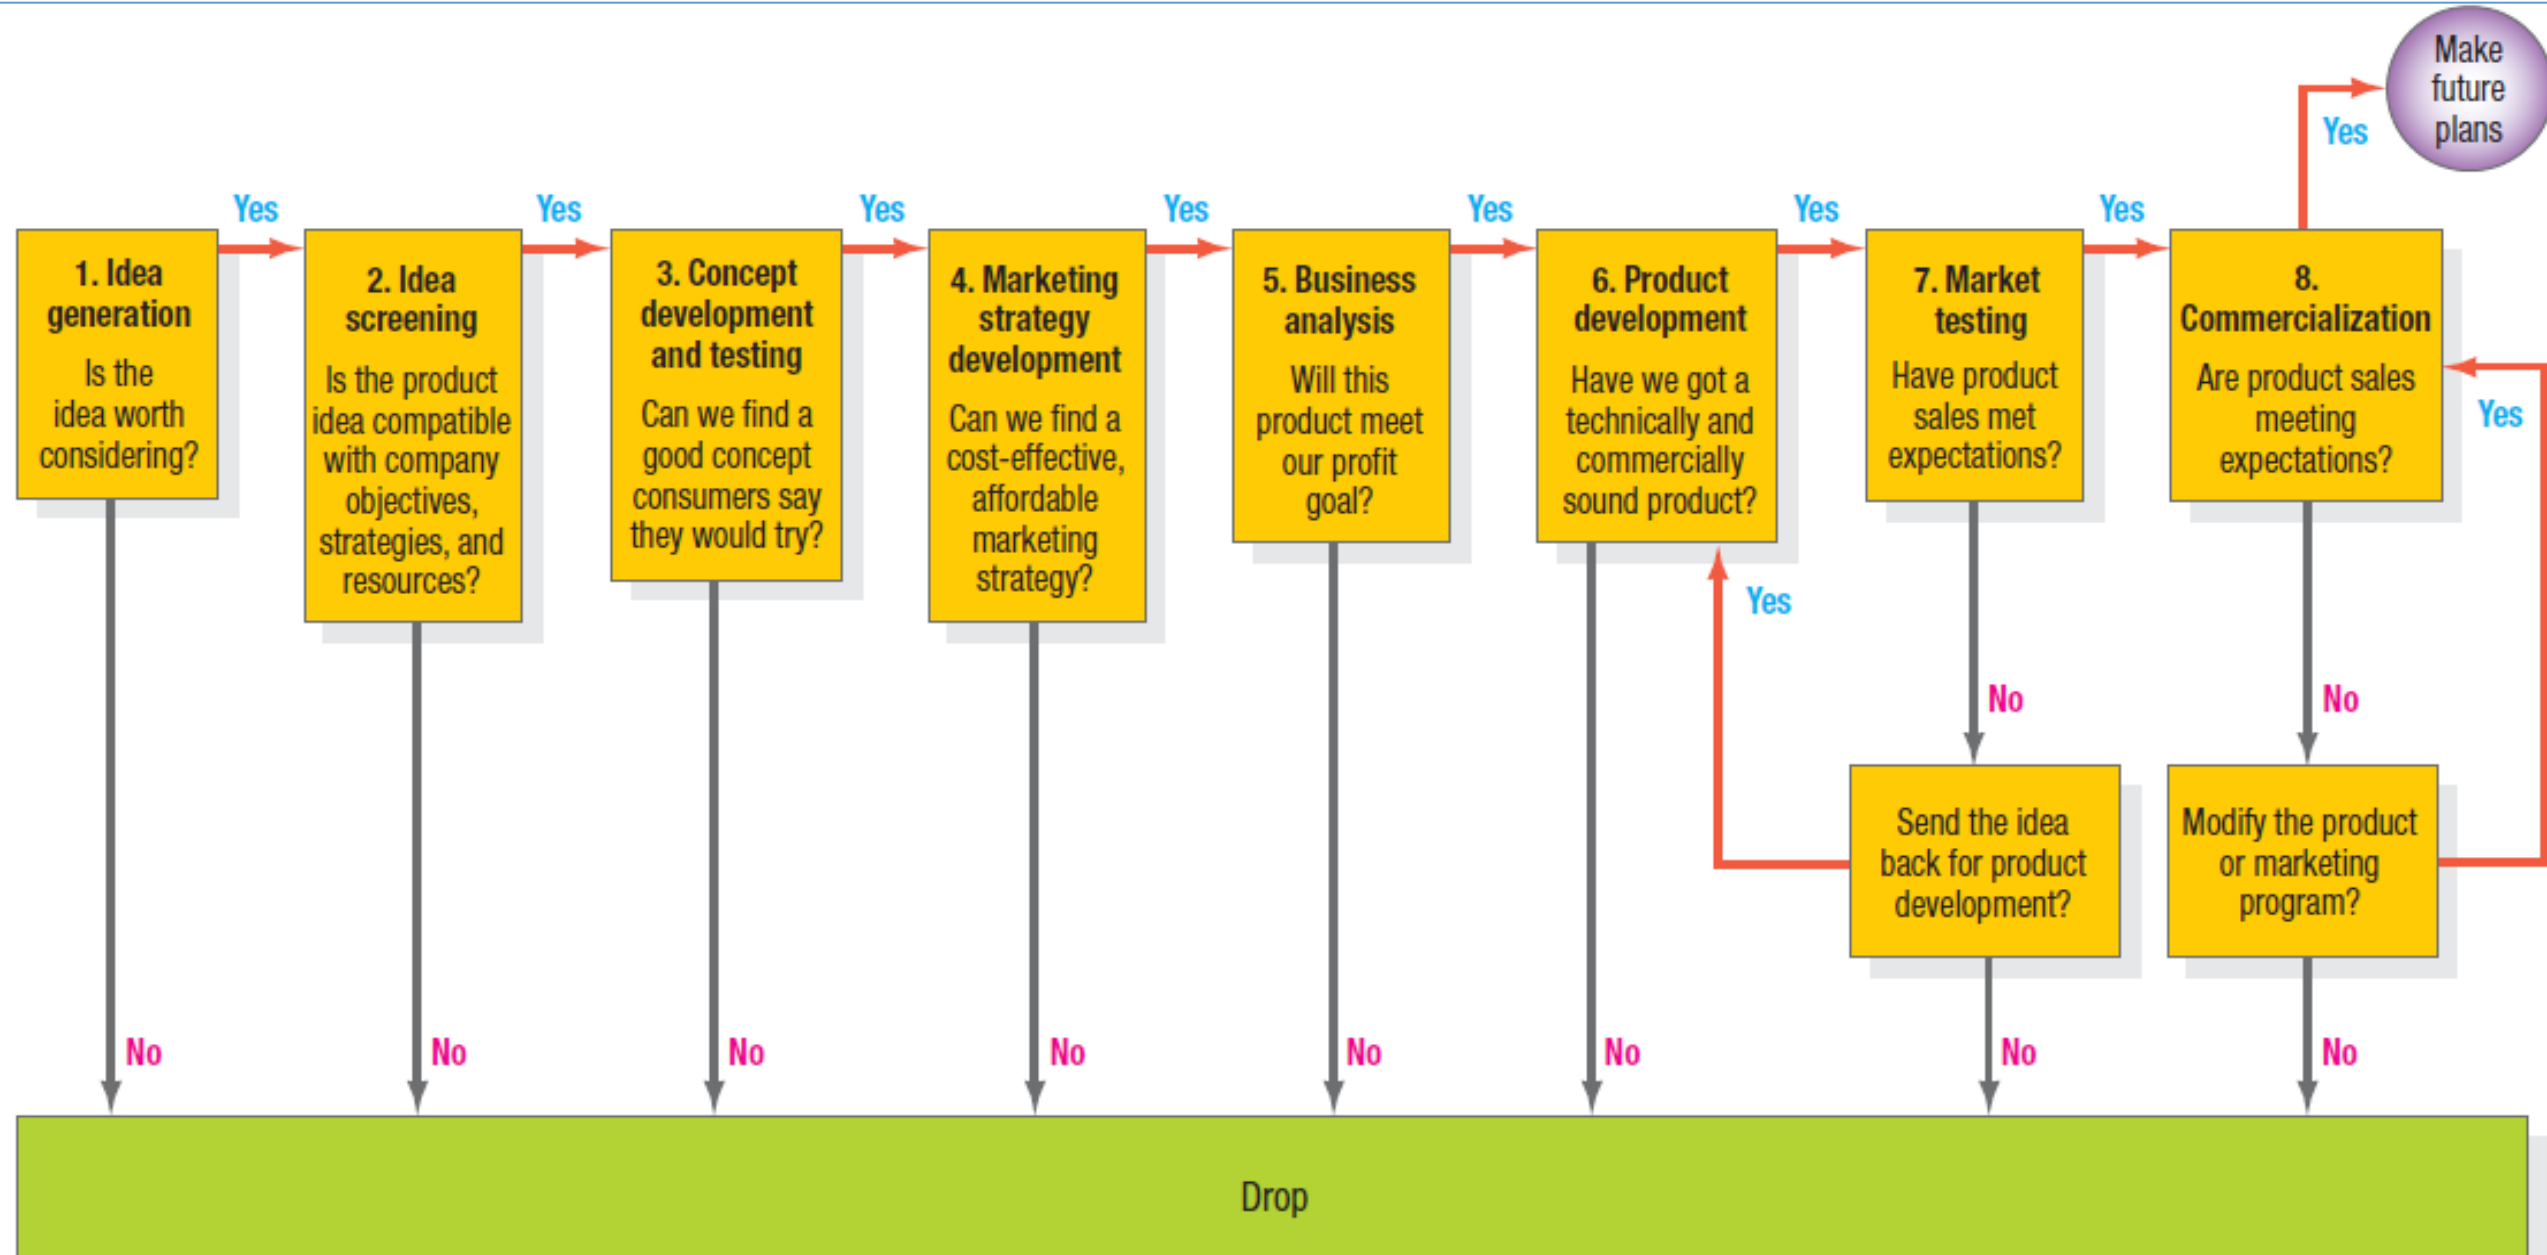 Make
future
plans
Yes
Yes
Yes
Yes
Yes
Yes
Yes
Yes
1. Idea
generation
Is the
idea worth
considering?
2. Idea
screening
Is the product
idea compatible
with company
objectives,
strategies, and
resources?
3. Concept
development
and testing
Can we find a
good concept
consumers say
they would try?
4. Marketing
strategy
development
Can we find a
cost-effective,
affordable
marketing
strategy?
5. Business
analysis
Will this
product meet
our profit
goal?
6. Product
development
Have we got a
technically and
commercially
sound product?
7. Market
testing
Have product
sales met
expectations?
8.
Commercialization
Are product sales
meeting
expectations?
Yes
Yes
No
No
Send the idea
back for product
development?
Modify the product
or marketing
program?
No
No
No
No
No
No
No
No
Drop